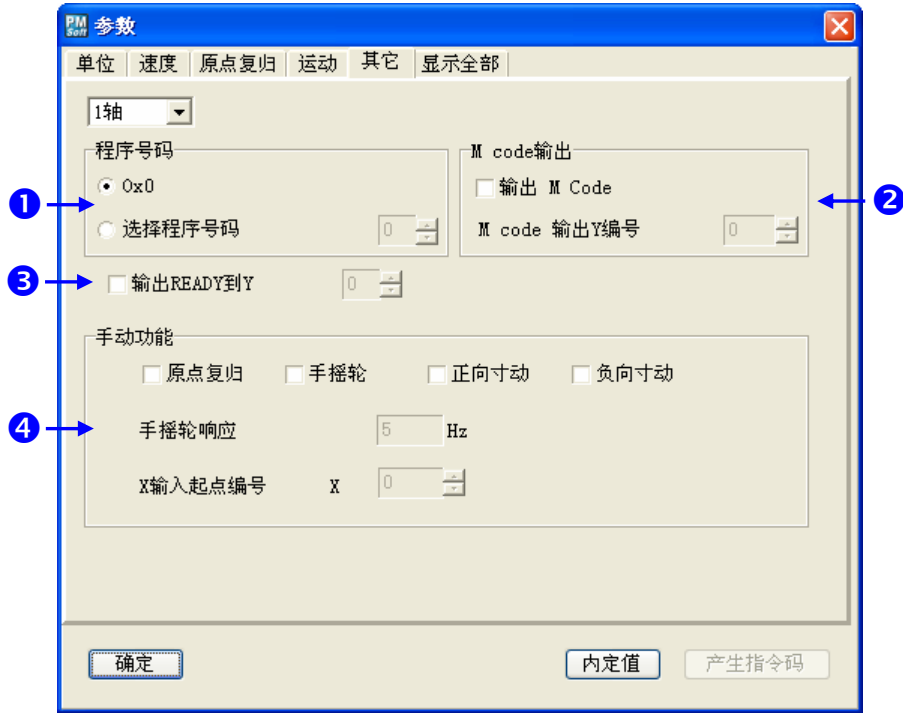 PM Soft 参数
单位 速度 原点复归 运动 其它 显示全部
1轴
程序号码
0x0
❶
选择程序号码 0
M code输出
输出 M Code
❷
M code 输出Y编号 0
❸ 输出READY到Y 0
手动功能
原点复归 手摇轮 正向寸动 负向寸动
❹ 手摇轮响应 5 Hz
X输入起点编号 X 0
确定 内定值 产生指令码